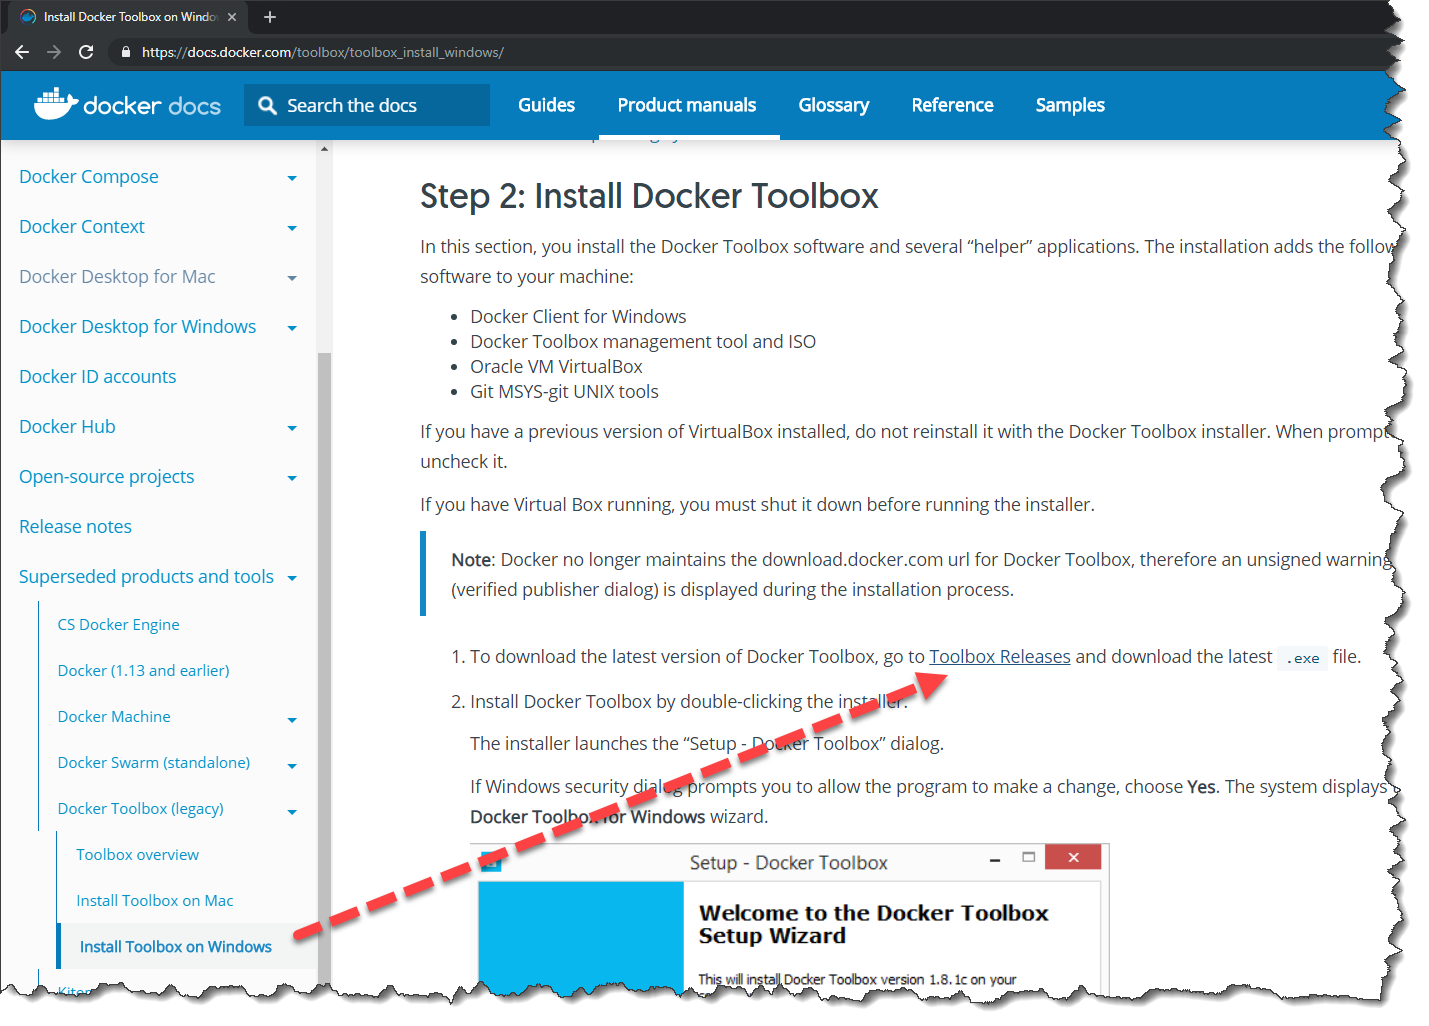 Install Docker Toolbox on Windo
https://docs.docker.com/toolbox/toolbox_install_windows/
docker docs
Search the docs
Guides
Product manuals
Glossary
Reference
Samples
Docker Compose
Docker Context
Docker Desktop for Mac
Docker Desktop for Windows
Docker ID accounts
Docker Hub
Open-source projects
Release notes
Superseded products and tools
CS Docker Engine
Docker (1.13 and earlier)
Docker Machine
Docker Swarm (standalone)
Docker Toolbox (legacy)
Toolbox overview
Install Toolbox on Mac
Install Toolbox on Windows
Step 2: Install Docker Toolbox
In this section, you install the Docker Toolbox software and several “helper” applications. The installation adds the follow
software to your machine:
• Docker Client for Windows
• Docker Toolbox management tool and ISO
• Oracle VM VirtualBox
• Git MSYS-git UNIX tools
If you have a previous version of VirtualBox installed, do not reinstall it with the Docker Toolbox installer. When prompt
uncheck it.
If you have Virtual Box running, you must shut it down before running the installer.
Note: Docker no longer maintains the download.docker.com url for Docker Toolbox, therefore an unsigned warning
(verified publisher dialog) is displayed during the installation process.
1. To download the latest version of Docker Toolbox, go to Toolbox Releases and download the latest .exe file.
2. Install Docker Toolbox by double-clicking the installer.
The installer launches the “Setup - Docker Toolbox” dialog.
If Windows security dialog prompts you to allow the program to make a change, choose Yes. The system displays
Docker Toolbox for Windows wizard.
Setup - Docker Toolbox
Welcome to the Docker Toolbox
Setup Wizard
This will install Docker Toolbox version 1.8.1c on your